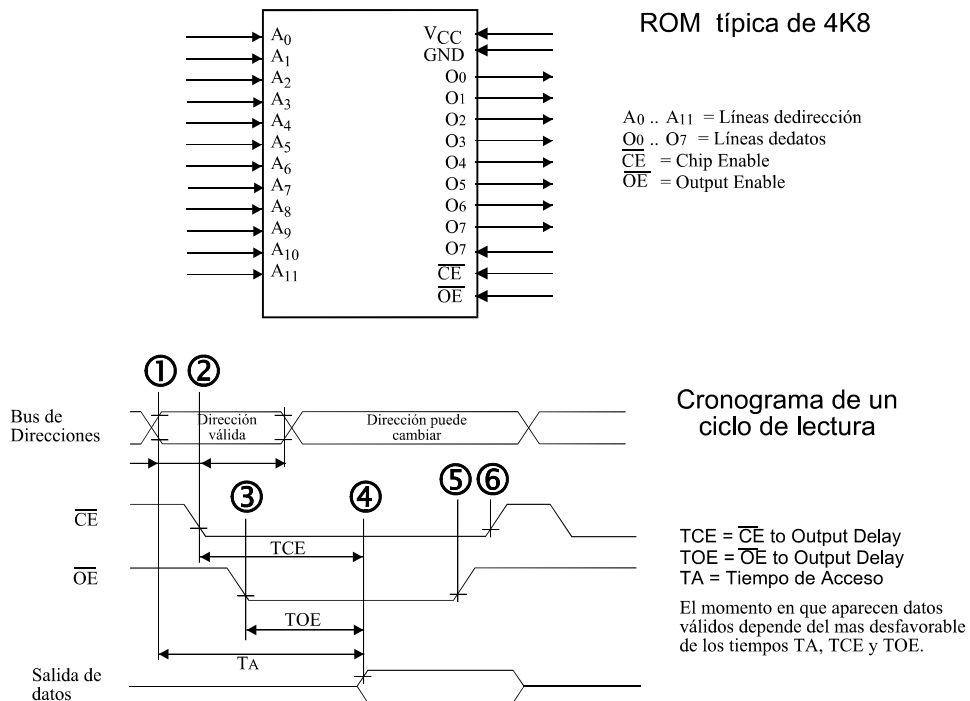 ROM típica de 4K8
A0
A1
A2
A3
A4
A5
A6
A7
A8
A9
A10
A11
VCC
GND
O0
O1
O2
O3
O4
O5
O6
O7
O7
CE
OE
A0 .. A11 = Líneas dedirección
O0 .. O7 = Líneas dedatos
CE = Chip Enable
OE = Output Enable
① ②
Bus de
Direcciones
Dirección
válida
Dirección puede
cambiar
Cronograma de un
ciclo de lectura
③ ④ ⑤ ⑥
CE
TCE
OE
TOE
TA
Salida de
datos
TCE = CE to Output Delay
TOE = OE to Output Delay
TA = Tiempo de Acceso
El momento en que aparecen datos
válidos depende del mas desfavorable
de los tiempos TA, TCE y TOE.